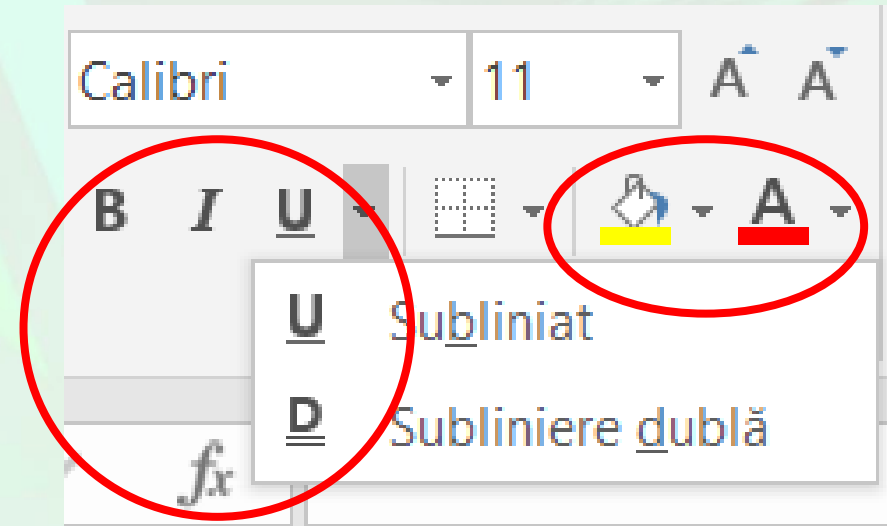 Calibri 11 A A
B I U A
U Subliniat
D Subliniere dublă
fx